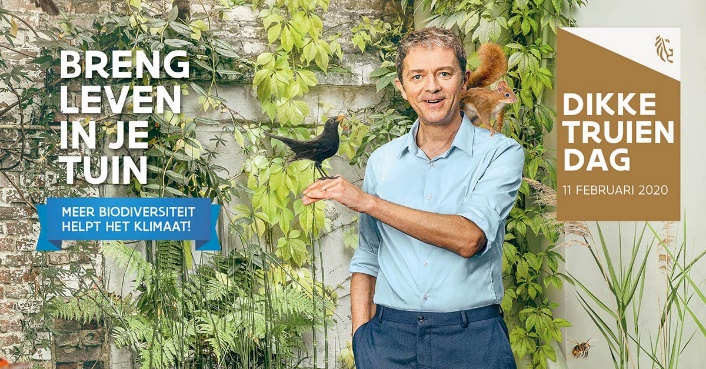 BRENG
LEVEN
IN JE
TUIN
MEER BIODIVERSITEIT
HELPT HET KLIMAAT!
DIKKE
TRUIEN
DAG
11 FEBRUARI 2020